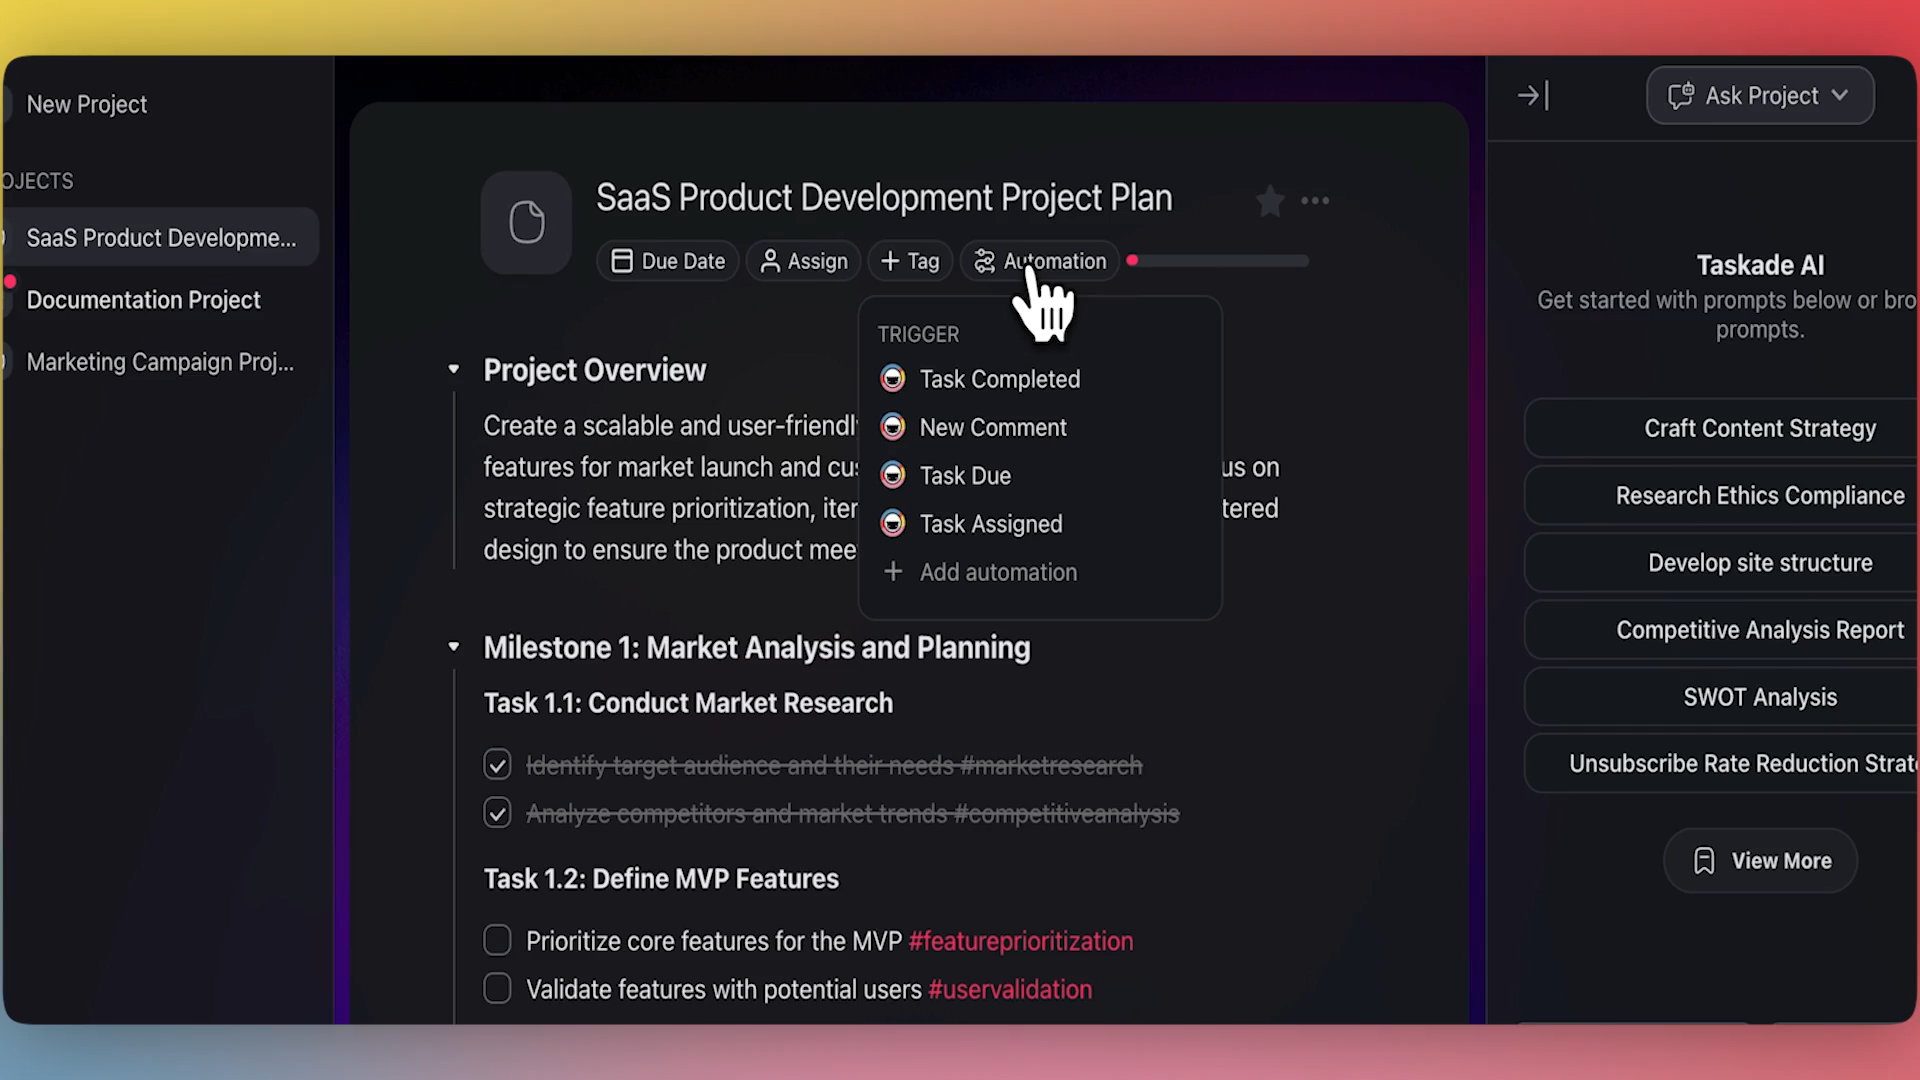 New Project
OJECTS
SaaS Product Developme...
Documentation Project
Marketing Campaign Proj...
SaaS Product Development Project Plan
Due Date
Assign
Tag
Automation
TRIGGER
Task Completed
New Comment
Task Due
Task Assigned
Add automation
Project Overview
Create a scalable and user-friendly
features for market launch and cus us on
strategic feature prioritization, iter tered
design to ensure the product mee
Milestone 1: Market Analysis and Planning
Task 1.1: Conduct Market Research
Identify target audience and their needs #marketresearch
Analyze competitors and market trends #competitiveanalysis
Task 1.2: Define MVP Features
Prioritize core features for the MVP #featureprioritization
Validate features with potential users #uservalidation
Ask Project
Taskade AI
Get started with prompts below or bro
prompts.
Craft Content Strategy
Research Ethics Compliance
Develop site structure
Competitive Analysis Report
SWOT Analysis
Unsubscribe Rate Reduction Strate
View More